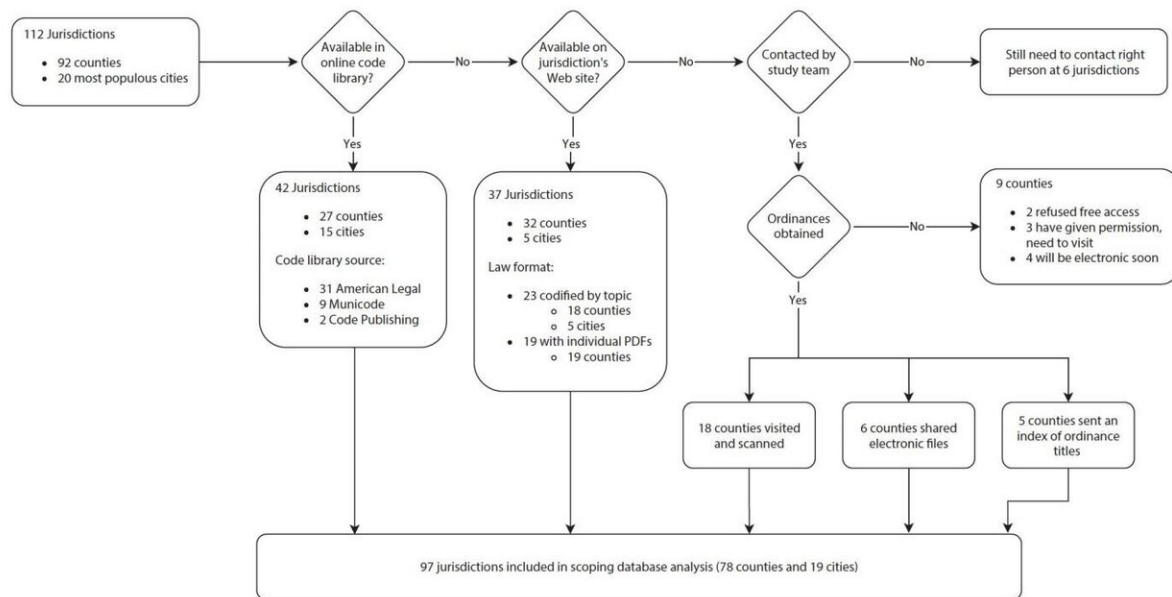 112 Jurisdictions
• 92 counties
• 20 most populous cities
Available in
online code
library?
No
Available on
jurisdiction's
Web site?
No
Contacted by
study team
No
Still need to contact right
person at 6 jurisdictions
Yes
Yes
Yes
42 Jurisdictions
• 27 counties
• 15 cities
Code library source:
• 31 American Legal
• 9 Municode
• 2 Code Publishing
37 Jurisdictions
• 32 counties
• 5 cities
Law format:
• 23 codified by topic
o 18 counties
o 5 cities
• 19 with individual PDFs
o 19 counties
Ordinances
obtained
No
9 counties
• 2 refused free access
• 3 have given permission,
need to visit
• 4 will be electronic soon
Yes
18 counties visited
and scanned
6 counties shared
electronic files
5 counties sent an
index of ordinance
titles
97 jurisdictions included in scoping database analysis (78 counties and 19 cities)